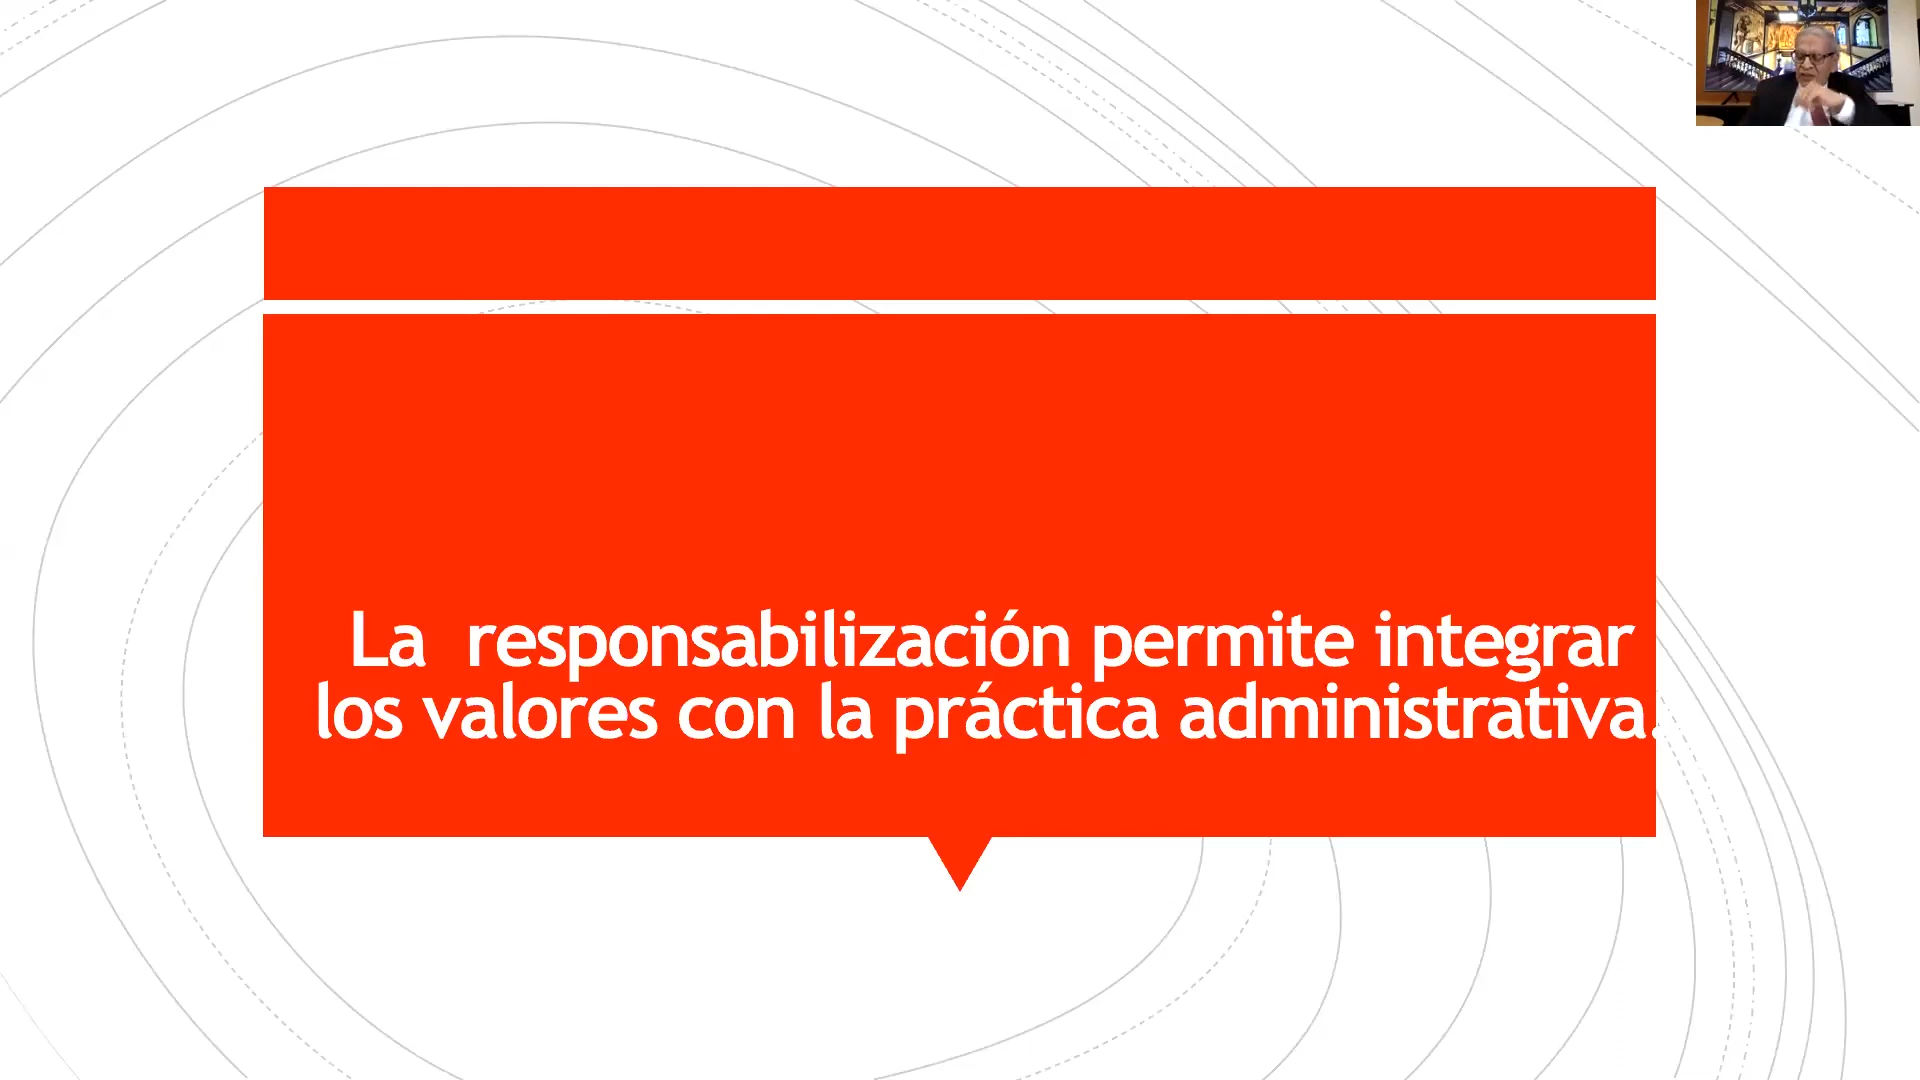 La  responsabilización permite integrar
los valores con la práctica administrativa.